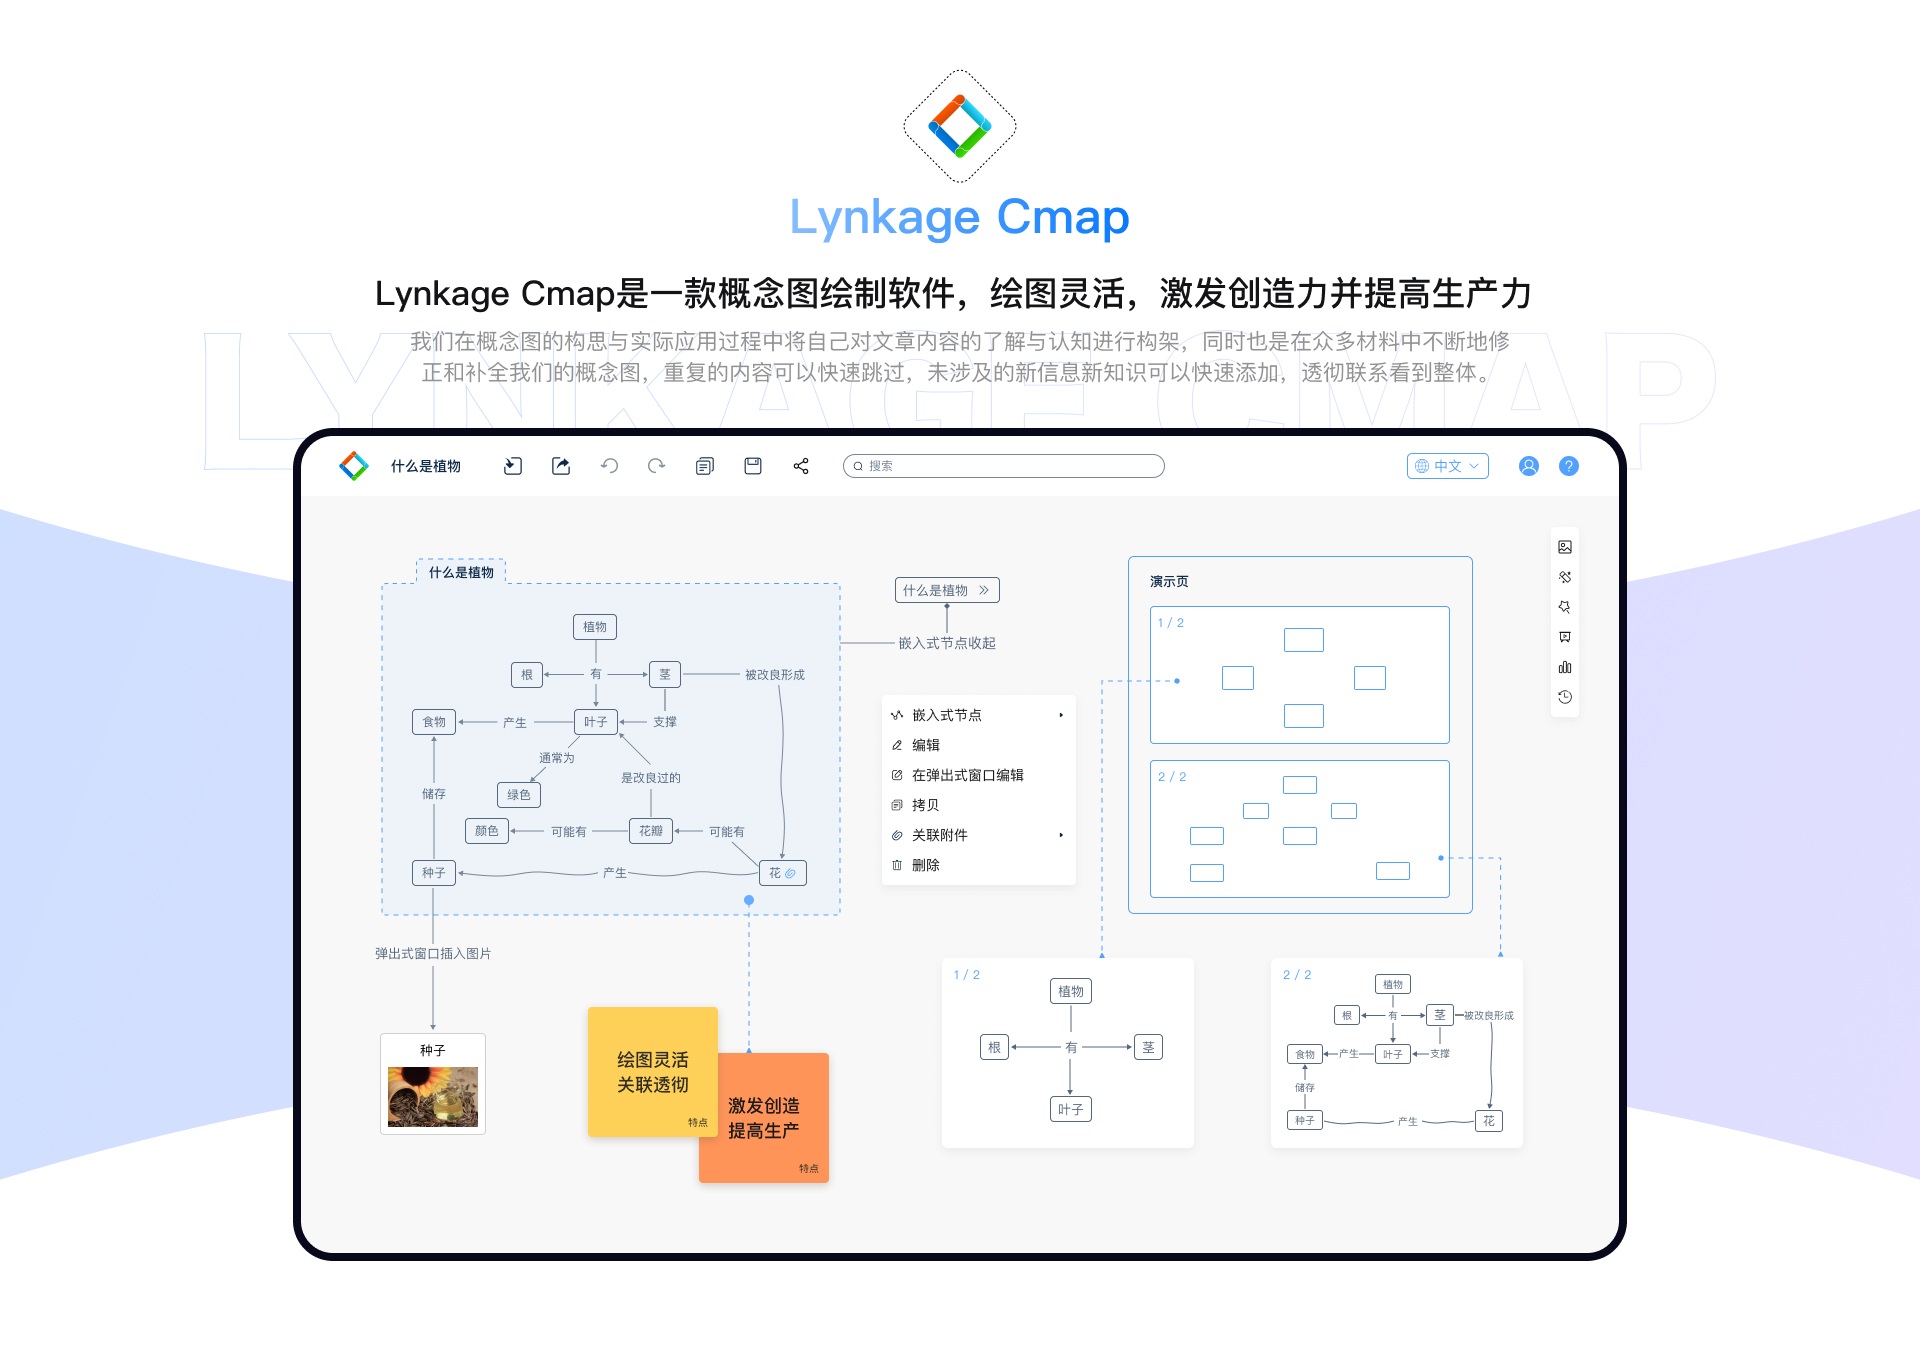 Lynkage Cmap
Lynkage Cmap是一款概念图绘制软件，绘图灵活，激发创造力并提高生产力
LYNKAGE CMAP
我们在概念图的构思与实际应用过程中将自己对文章内容的了解与认知进行构架，同时也是在众多材料中不断地修
正和补全我们的概念图，重复的内容可以快速跳过，未涉及的新信息新知识可以快速添加，透彻联系看到整体。
什么是植物
搜索
中文
?
什么是植物
植物
根
有
茎
被改良形成
食物
产生
叶子
支撑
通常为
是改良过的
储存
绿色
颜色
可能有
花瓣
可能有
种子
产生
花
弹出式窗口插入图片
种子
什么是植物
嵌入式节点收起
嵌入式节点
编辑
在弹出式窗口编辑
拷贝
关联附件
删除
绘图灵活
关联透彻
特点
激发创造
提高生产
特点
演示页
1 / 2
2 / 2
1 / 2
植物
根
有
茎
叶子
2 / 2
植物
根
有
茎
被改良形成
食物
产生
叶子
支撑
储存
种子
产生
花